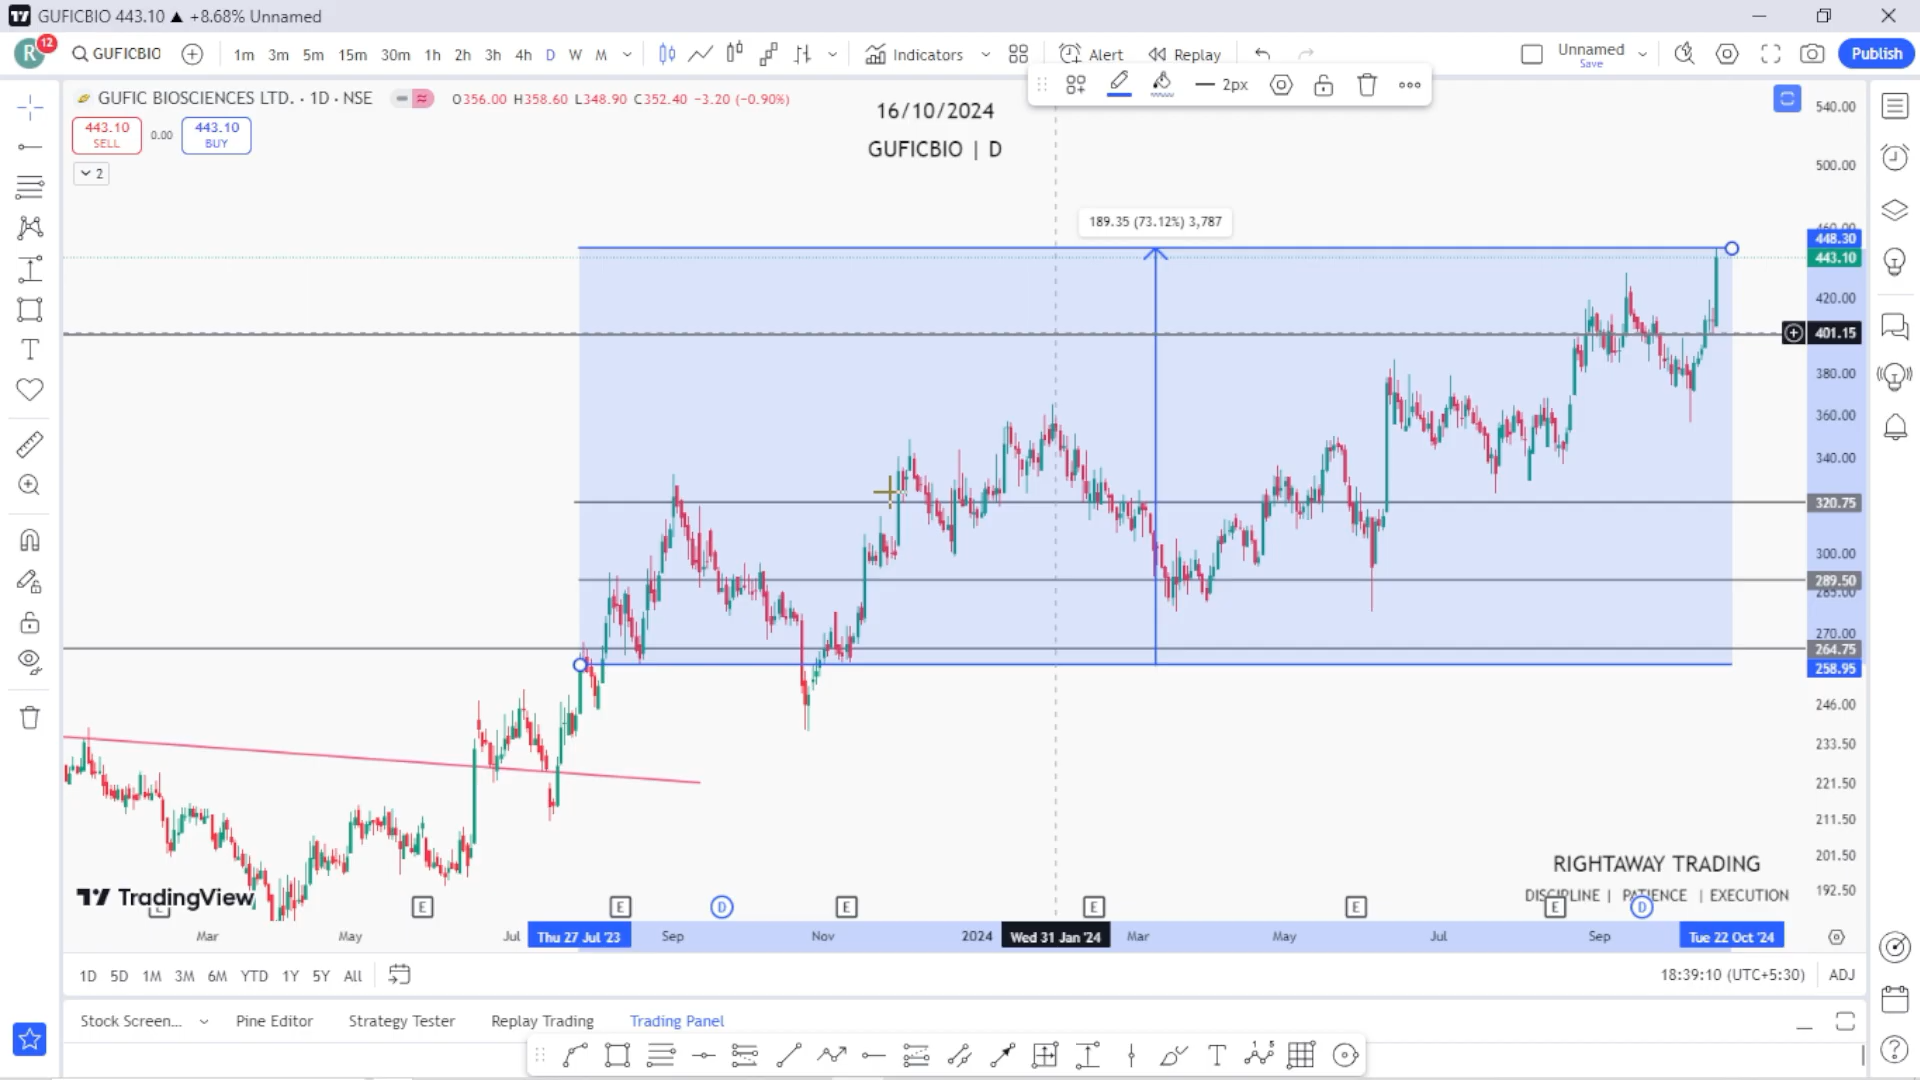 GUFICBIO 443.10 ▲ +8.68% Unnamed
R 12 GUFICBIO 1m 3m 5m 15m 30m 1h 2h 3h 4h D W M Indicators Alert Replay Unnamed Save Publish
2px
GUFIC BIOSCIENCES LTD. · 1D · NSE O356.00 H358.60 L348.90 C352.40 −3.20 (−0.90%)
16/10/2024
GUFICBIO | D
443.10 SELL 0.00 443.10 BUY
2
189.35 (73.12%) 3,787
540.00
500.00
460.00
448.30
443.10
420.00
401.15
380.00
360.00
340.00
320.75
300.00
289.50
285.00
270.00
264.75
258.95
246.00
233.50
221.50
211.50
201.50
192.50
RIGHTAWAY TRADING
DISCIPLINE | PATIENCE | EXECUTION
TradingView
E E E D E E E E D
Mar May Jul Thu 27 Jul '23 Sep Nov 2024 Wed 31 Jan '24 Mar May Jul Sep Tue 22 Oct '24
1D 5D 1M 3M 6M YTD 1Y 5Y All 18:39:10 (UTC+5:30) ADJ
Stock Screen... Pine Editor Strategy Tester Replay Trading Trading Panel